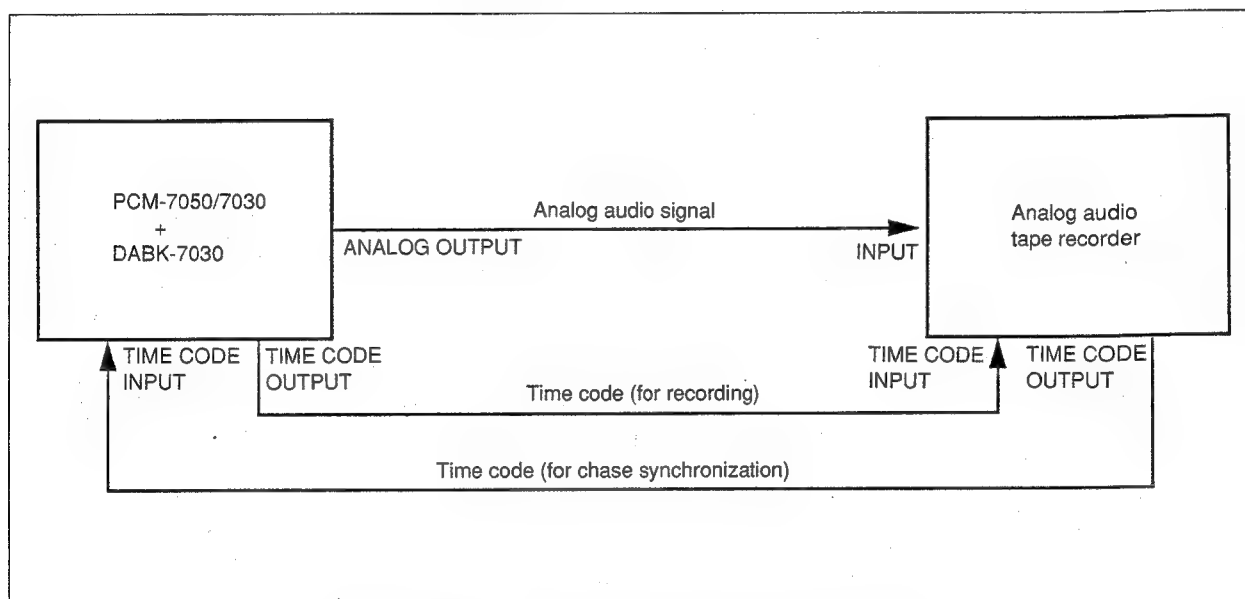 PCM-7050/7030
+
DABK-7030
Analog audio signal
ANALOG OUTPUT
INPUT
Analog audio
tape recorder
TIME CODE
INPUT
TIME CODE
OUTPUT
TIME CODE
INPUT
TIME CODE
OUTPUT
Time code (for recording)
Time code (for chase synchronization)